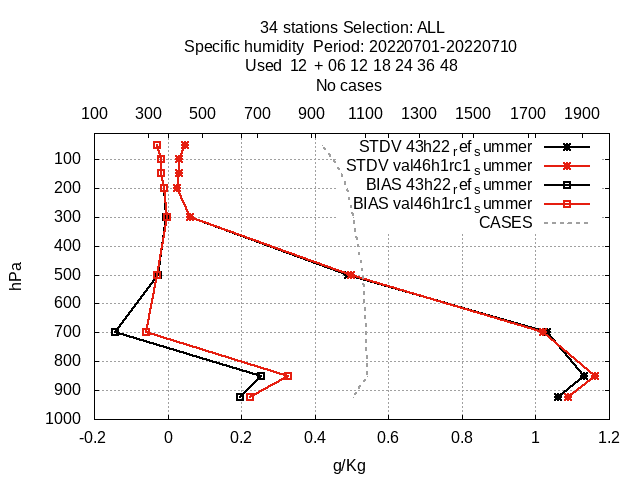 34 stations Selection: ALL
Specific humidity  Period: 20220701-20220710
Used  12  + 06 12 18 24 36 48
No cases
100 300 500 700 900 1100 1300 1500 1700 1900
STDV 43h22_ref_summer
STDV val46h1rc1_summer
BIAS 43h22_ref_summer
BIAS val46h1rc1_summer
CASES
100
200
300
400
500
600
700
800
900
1000
hPa
-0.2 0 0.2 0.4 0.6 0.8 1 1.2
g/Kg